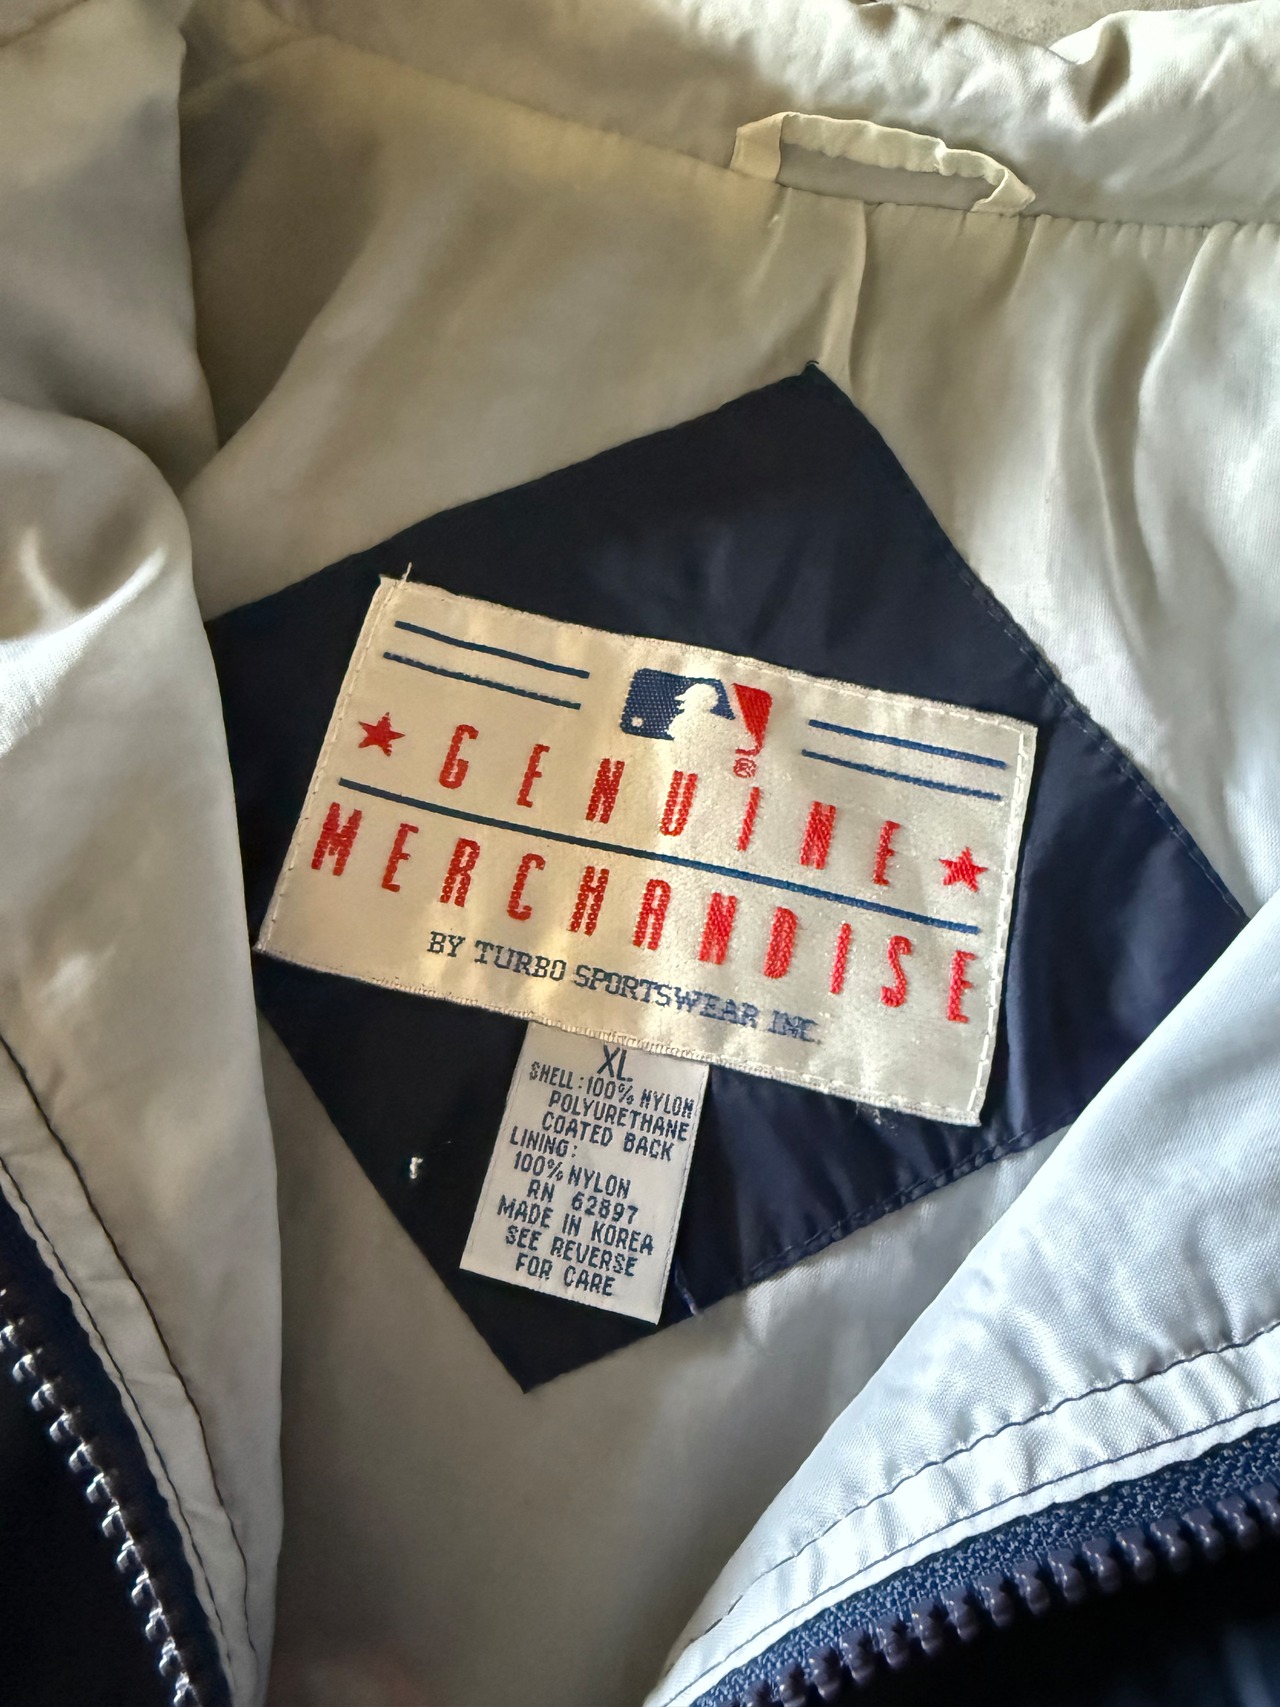 ®
GENUINE
MERCHANDISE
BY TURBO SPORTSWEAR INC.
XL
SHELL:100% NYLON
POLYURETHANE
COATED BACK
LINING:
100% NYLON
RN 62897
MADE IN KOREA
SEE REVERSE
FOR CARE